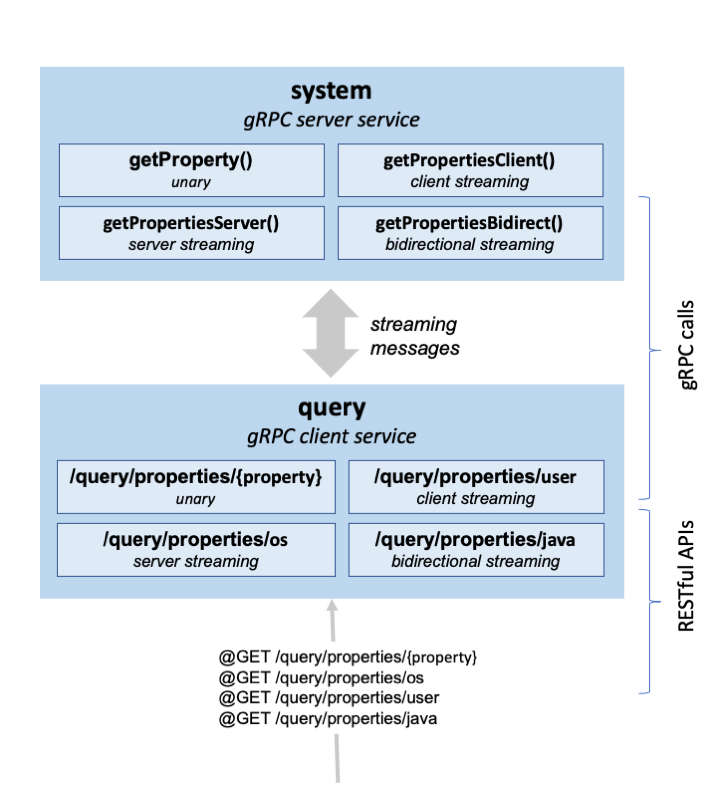 system
gRPC server service
getProperty()
unary
getPropertiesClient()
client streaming
getPropertiesServer()
server streaming
getPropertiesBidirect()
bidirectional streaming
streaming
messages
gRPC calls
query
gRPC client service
/query/properties/{property}
unary
/query/properties/user
client streaming
/query/properties/os
server streaming
/query/properties/java
bidirectional streaming
RESTful APIs
@GET /query/properties/{property}
@GET /query/properties/os
@GET /query/properties/user
@GET /query/properties/java